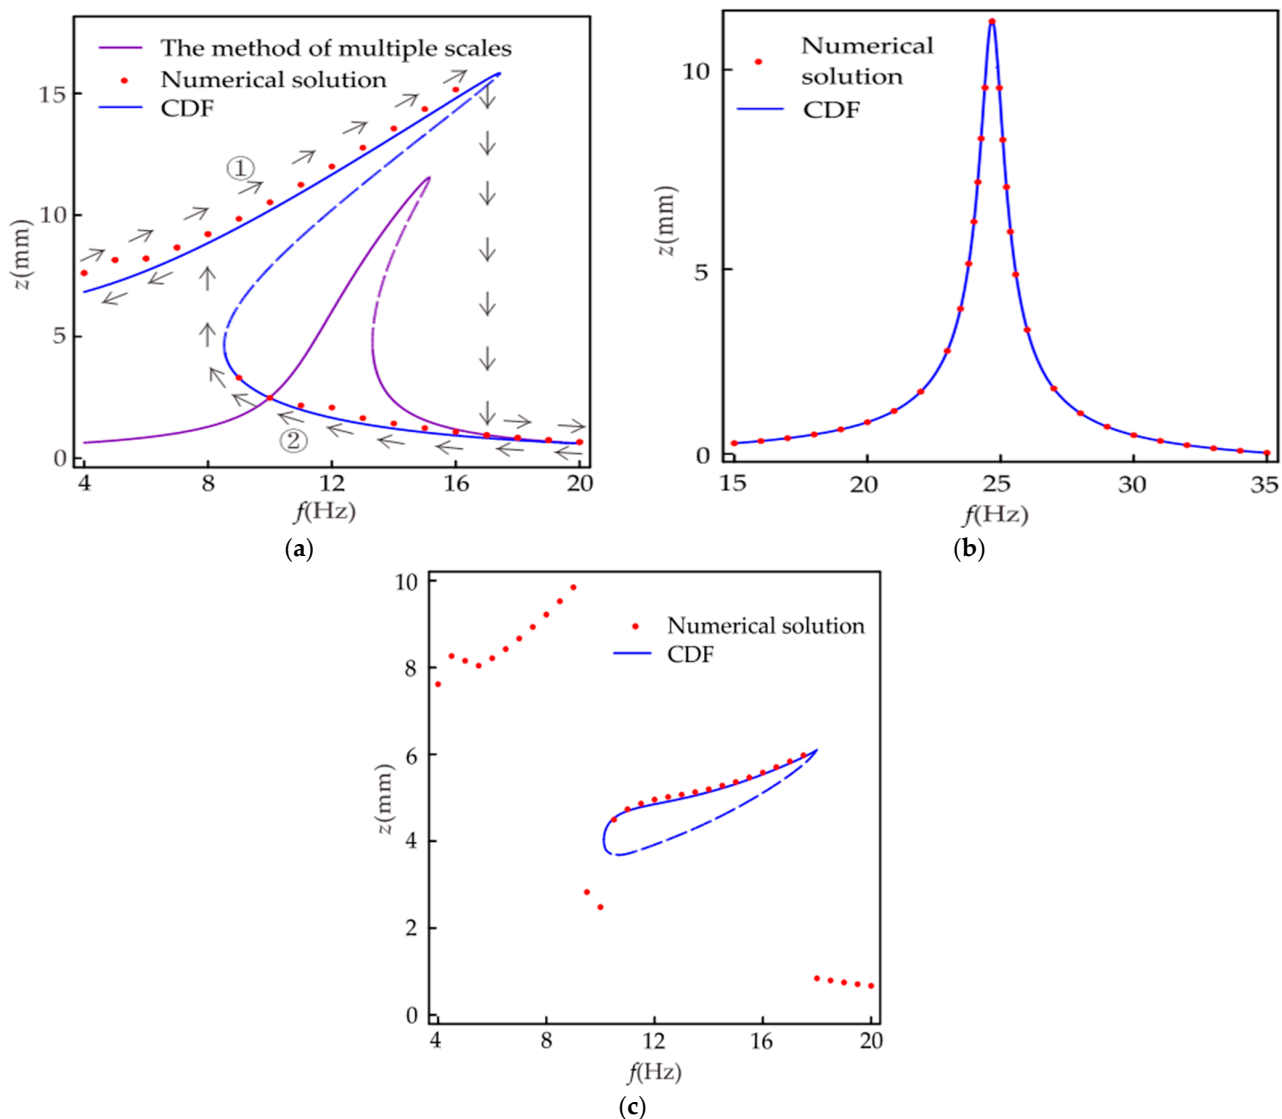 The method of multiple scales
Numerical solution
CDF
15
10
5
0
z(mm)
①
②
4
8
12
16
20
f(Hz)
(a)
Numerical
solution
CDF
10
5
0
z(mm)
15
20
25
30
35
f(Hz)
(b)
Numerical solution
CDF
10
8
6
4
2
0
z(mm)
4
8
12
16
20
f(Hz)
(c)